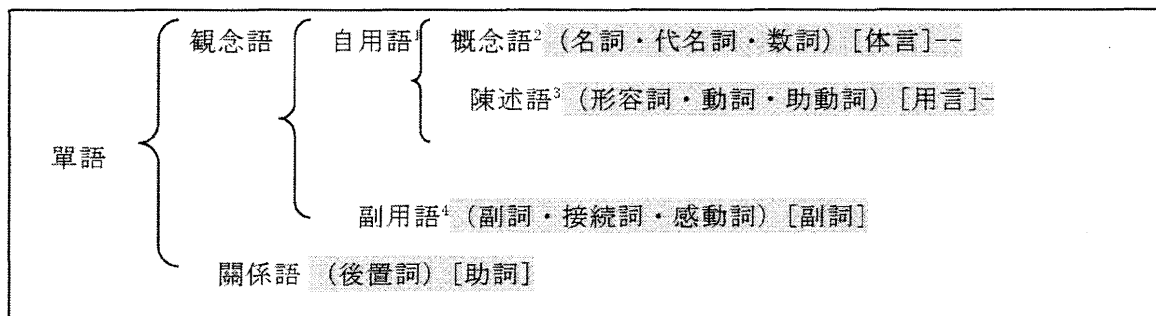 観念語 自用語¹ 概念語² (名詞・代名詞・数詞) [体言]--
陳述語³ (形容詞・動詞・助動詞) [用言]-
單語
副用語⁴ (副詞・接続詞・感動詞) [副詞]
關係語 (後置詞) [助詞]